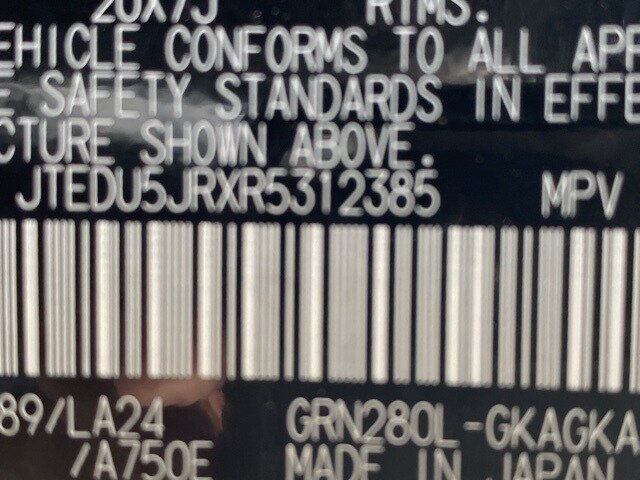 20X7J RIMS.
EHICLE CONFORMS TO ALL APP
E SAFETY STANDARDS IN EFFE
CTURE SHOWN ABOVE.
JTEDU5JRXR5312385 MPV
89/LA24 GRN280L-GKAGKA
/A750E MADE IN JAPAN